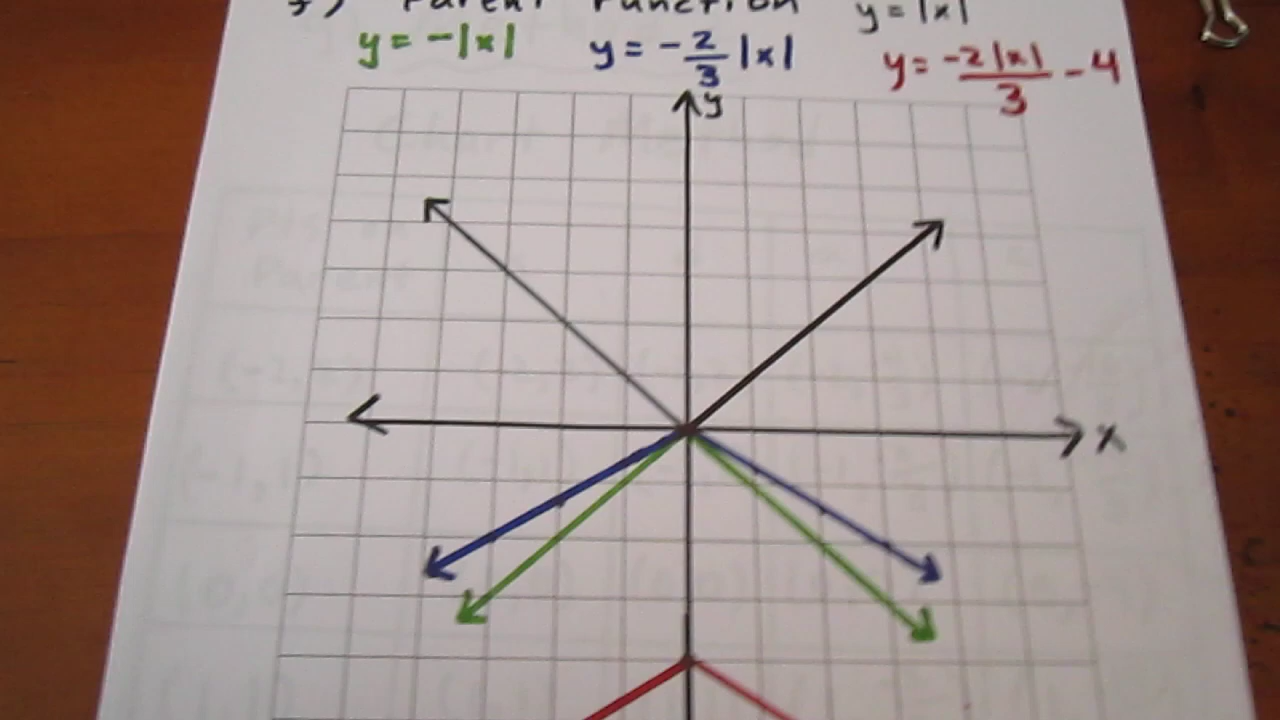 Parent Function y = |x|
y = -|x| y = -2/3 |x| y = -2|x|/3 - 4
y
x